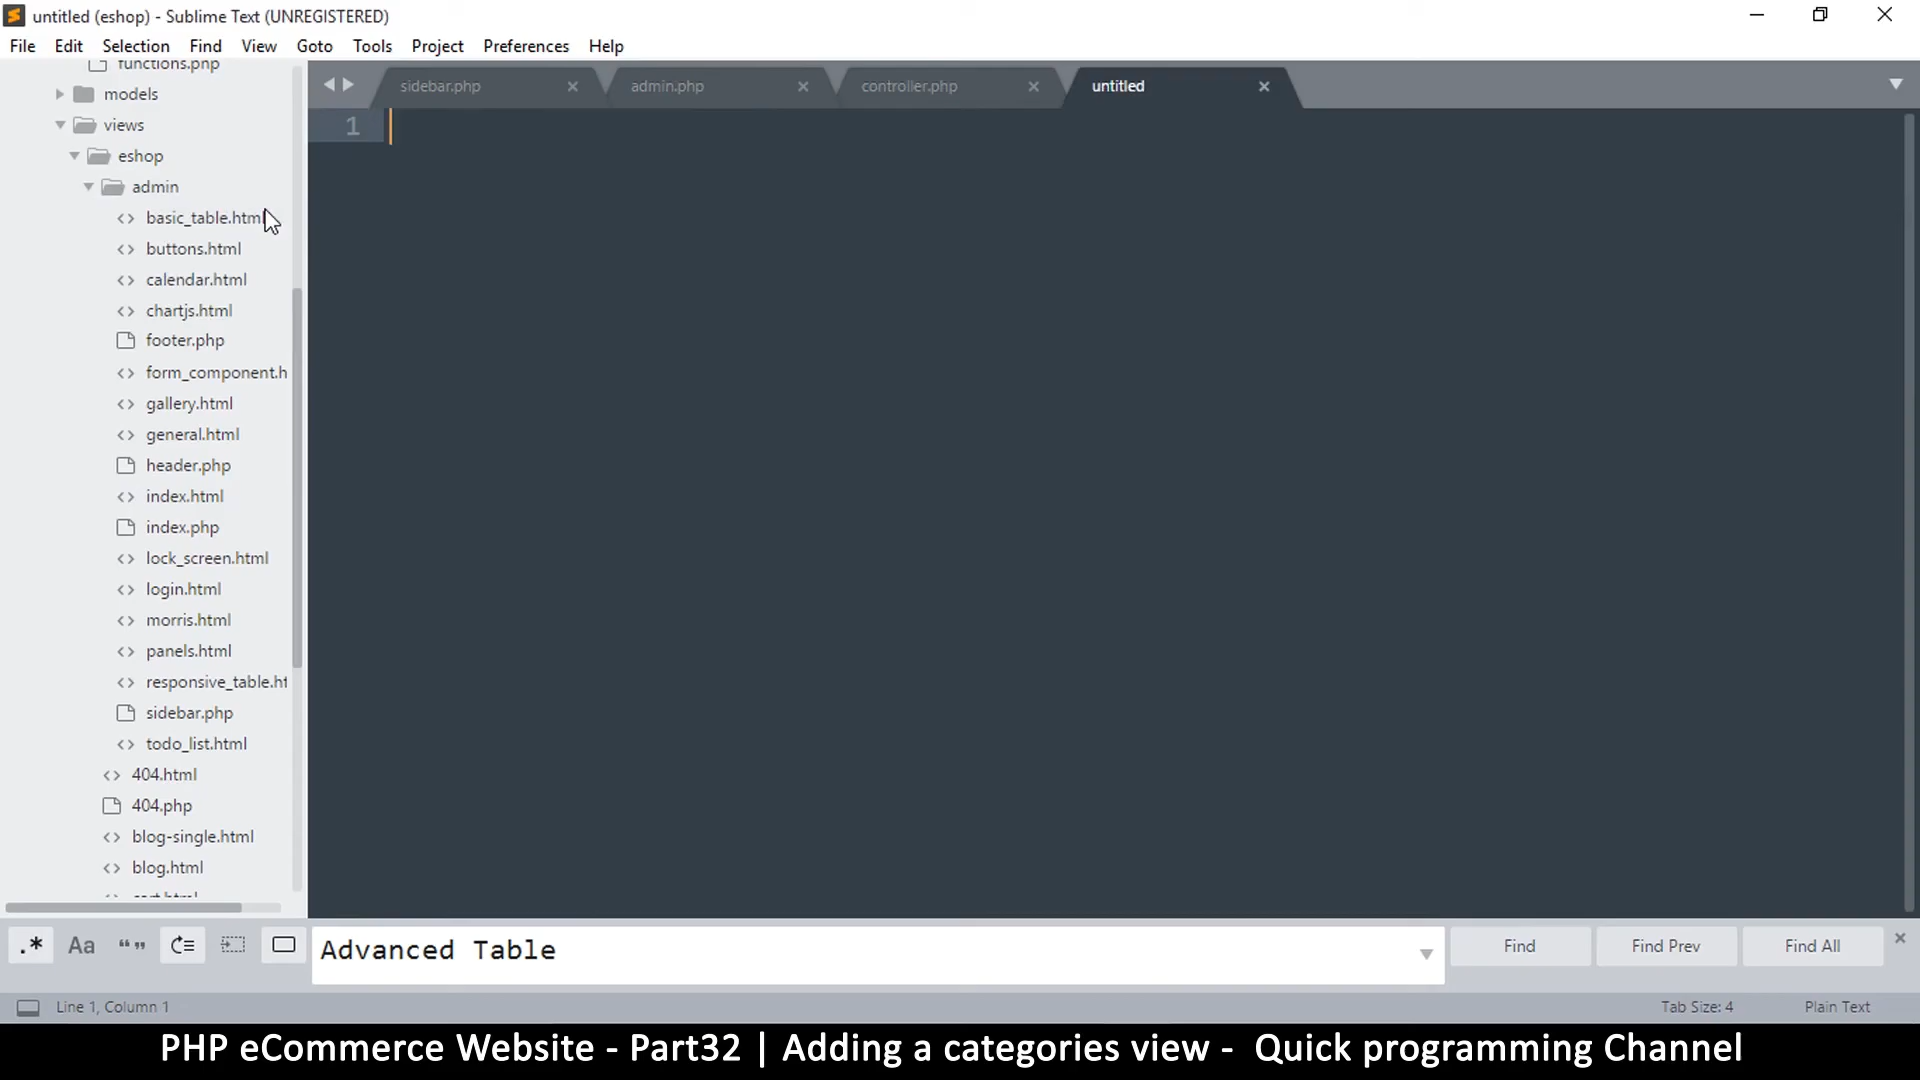 untitled (eshop) - Sublime Text (UNREGISTERED)
File Edit Selection Find View Goto Tools Project Preferences Help
functions.php
models
views
eshop
admin
basic_table.html
buttons.html
calendar.html
chartjs.html
footer.php
form_component.h
gallery.html
general.html
header.php
index.html
index.php
lock_screen.html
login.html
morris.html
panels.html
responsive_table.ht
sidebar.php
todo_list.html
404.html
404.php
blog-single.html
blog.html
cart.html
sidebar.php admin.php controller.php untitled
1
.* Aa “ ” Advanced Table Find Find Prev Find All
Line 1, Column 1 Tab Size: 4 Plain Text
PHP eCommerce Website - Part32 | Adding a categories view - Quick programming Channel